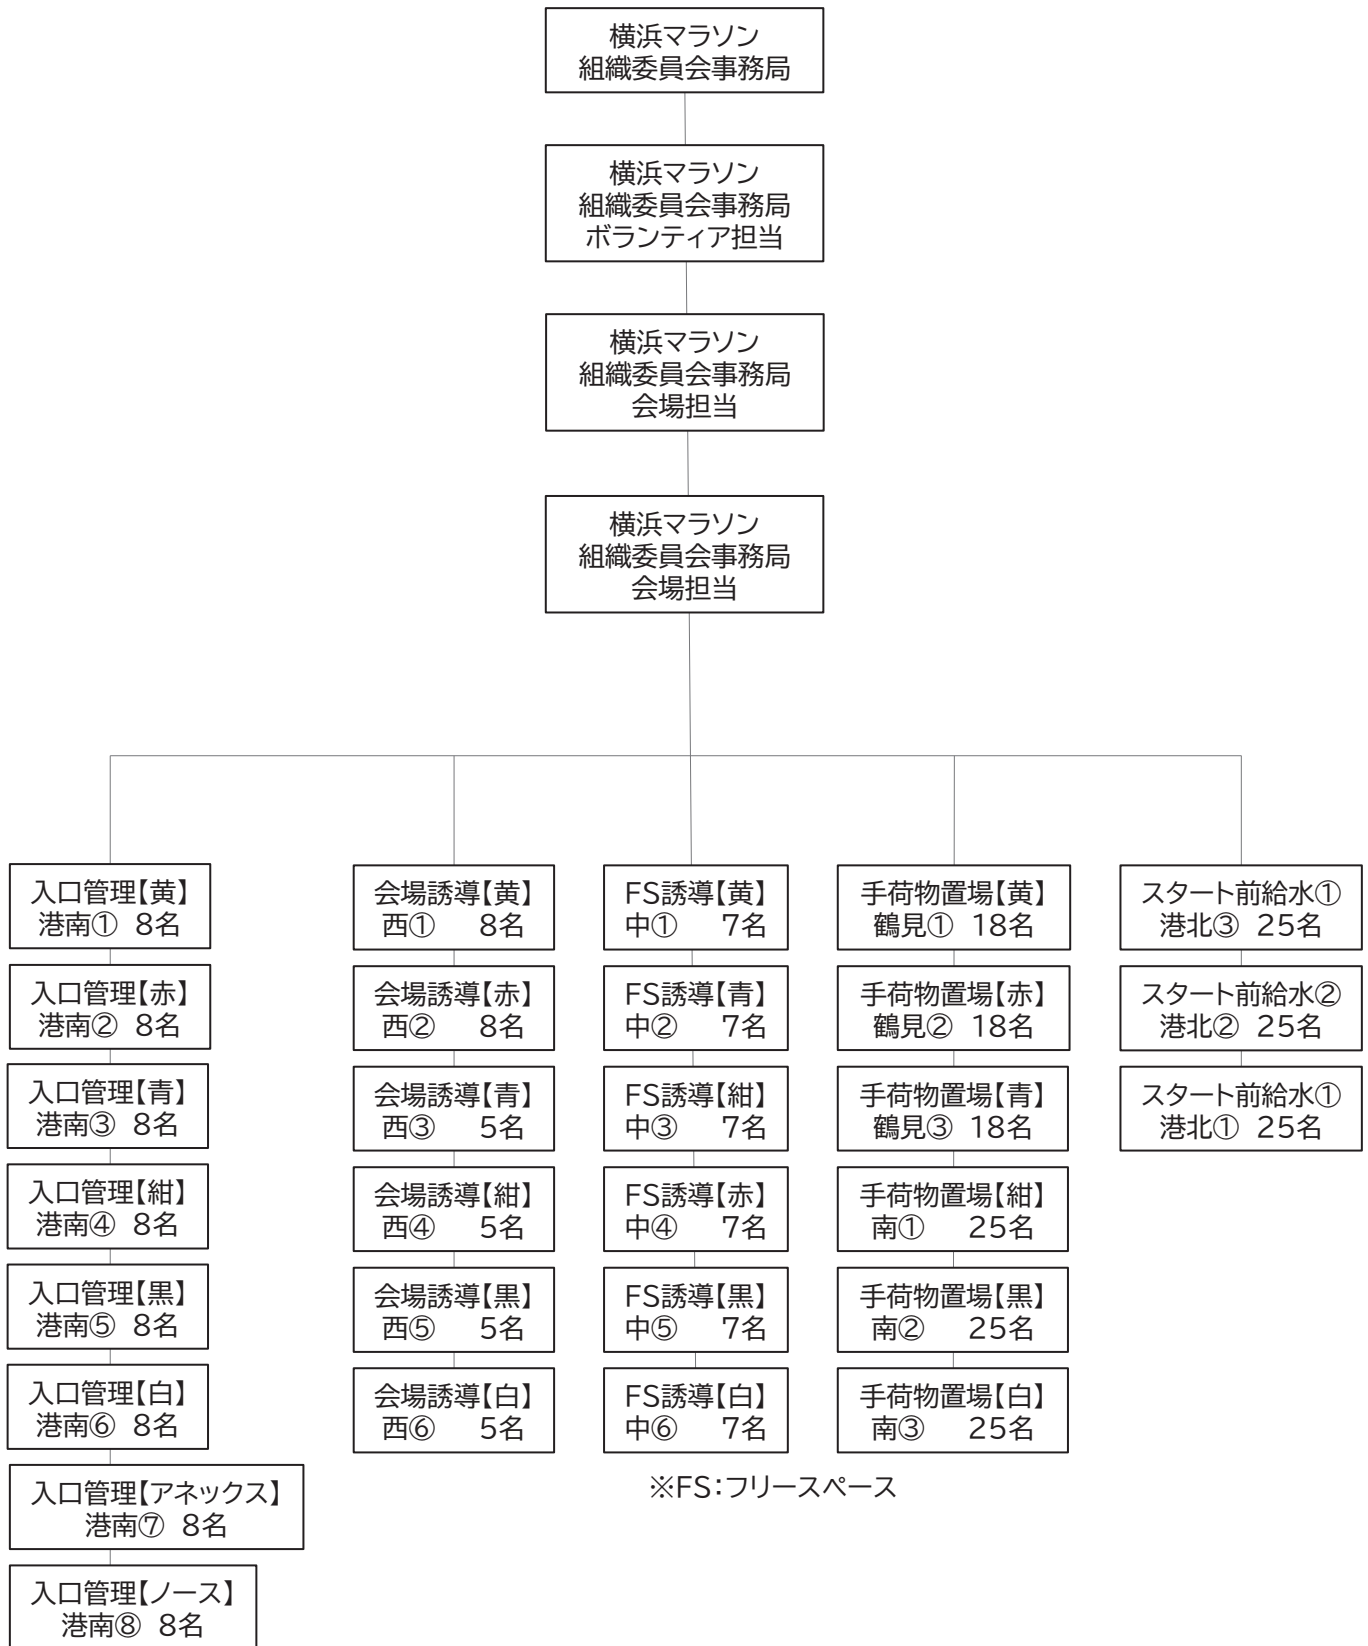 横浜マラソン
組織委員会事務局
横浜マラソン
組織委員会事務局
ボランティア担当
横浜マラソン
組織委員会事務局
会場担当
横浜マラソン
組織委員会事務局
会場担当
入口管理【黄】
港南① 8名
入口管理【赤】
港南② 8名
入口管理【青】
港南③ 8名
入口管理【紺】
港南④ 8名
入口管理【黒】
港南⑤ 8名
入口管理【白】
港南⑥ 8名
入口管理【アネックス】
港南⑦ 8名
入口管理【ノース】
港南⑧ 8名
会場誘導【黄】
西① 8名
会場誘導【赤】
西② 8名
会場誘導【青】
西③ 5名
会場誘導【紺】
西④ 5名
会場誘導【黒】
西⑤ 5名
会場誘導【白】
西⑥ 5名
FS誘導【黄】
中① 7名
FS誘導【青】
中② 7名
FS誘導【紺】
中③ 7名
FS誘導【赤】
中④ 7名
FS誘導【黒】
中⑤ 7名
FS誘導【白】
中⑥ 7名
手荷物置場【黄】
鶴見① 18名
手荷物置場【赤】
鶴見② 18名
手荷物置場【青】
鶴見③ 18名
手荷物置場【紺】
南① 25名
手荷物置場【黒】
南② 25名
手荷物置場【白】
南③ 25名
スタート前給水①
港北③ 25名
スタート前給水②
港北② 25名
スタート前給水①
港北① 25名
※FS:フリースペース